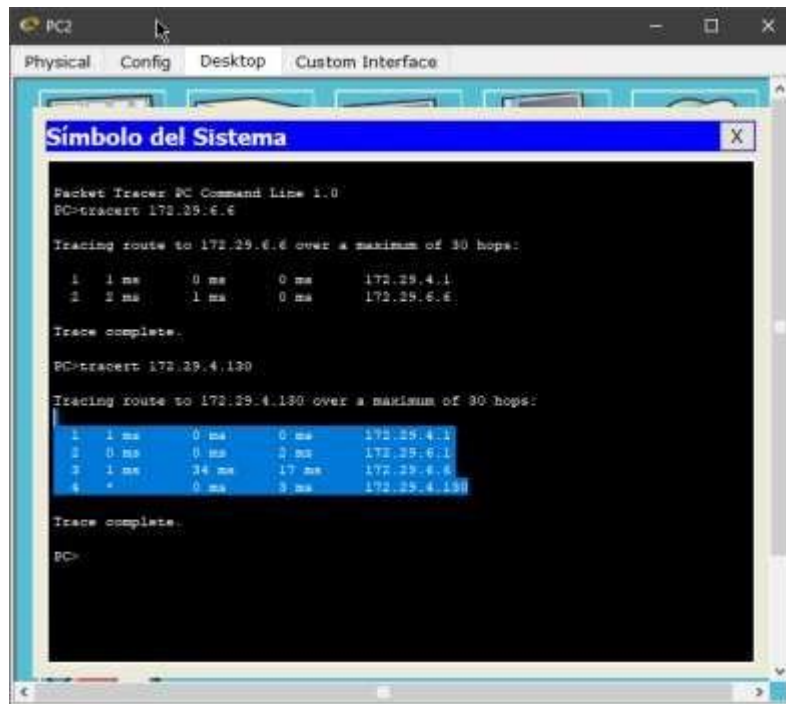 PC2
Physical Config Desktop Custom Interface
Símbolo del Sistema X
Packet Tracer PC Command Line 1.0
PC>tracert 172.29.6.6
Tracing route to 172.29.6.6 over a maximum of 30 hops:
1 1 ms 0 ms 0 ms 172.29.4.1
2 2 ms 1 ms 0 ms 172.29.6.6
Trace complete.
PC>tracert 172.29.4.130
Tracing route to 172.29.4.130 over a maximum of 30 hops:
1 1 ms 0 ms 0 ms 172.29.4.1
2 0 ms 0 ms 2 ms 172.29.6.1
3 1 ms 34 ms 17 ms 172.29.6.6
4 * 0 ms 3 ms 172.29.4.130
Trace complete.
PC>